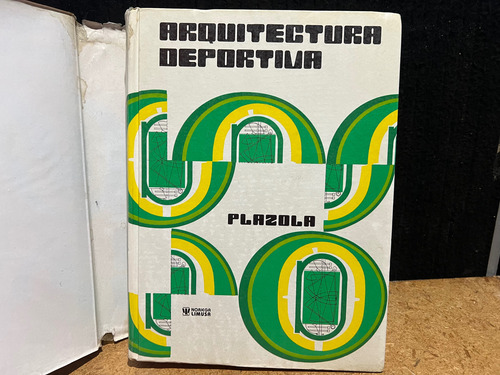 ARQUITECTURA
DEPORTIVA
PLAZOLA
NORIEGA
LIMUSA